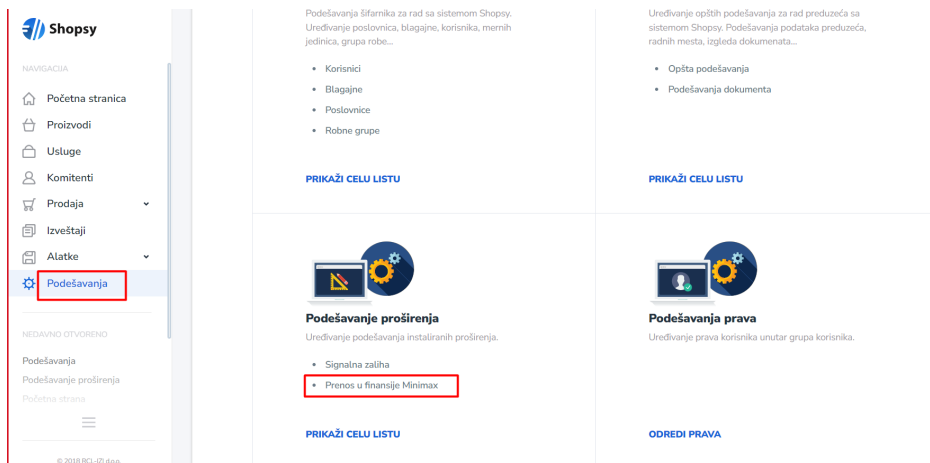 Shopsy
NAVIGACIJA
Početna stranica
Proizvodi
Usluge
Komitenti
Prodaja
Izveštaji
Alatke
Podešavanja
NEDAVNO OTVORENO
Podešavanja
Podešavanje proširenja
Početna strana
© 2018 RCL-IZI d.o.o.
Podešavanja šifarnika za rad sa sistemom Shopsy.
Uređivanje poslovnica, blagajne, korisnika, mernih
jedinica, grupa robe...
• Korisnici
• Blagajne
• Poslovnice
• Robne grupe
PRIKAŽI CELU LISTU
Uređivanje opštih podešavanja za rad preduzeća sa
sistemom Shopsy. Podešavanja podataka preduzeća,
radnih mesta, izgleda dokumenata...
• Opšta podešavanja
• Podešavanja dokumenta
PRIKAŽI CELU LISTU
Podešavanje proširenja
Uređivanje podešavanja instaliranih proširenja.
• Signalna zaliha
• Prenos u finansije Minimax
PRIKAŽI CELU LISTU
Podešavanja prava
Uređivanje prava korisnika unutar grupa korisnika.
ODREDI PRAVA